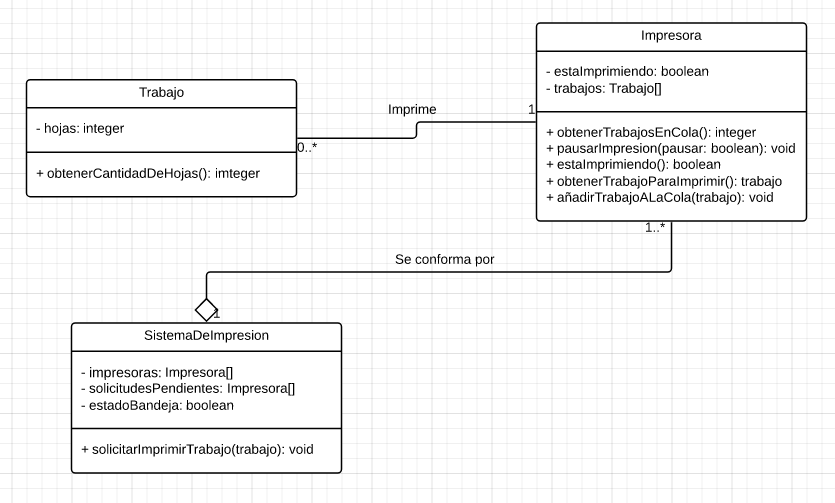 Impresora
- estaImprimiendo: boolean
- trabajos: Trabajo[]
+ obtenerTrabajosEnCola(): integer
+ pausarImpresion(pausar: boolean): void
+ estaImprimiendo(): boolean
+ obtenerTrabajoParaImprimir(): trabajo
+ añadirTrabajoALaCola(trabajo): void
Trabajo
- hojas: integer
+ obtenerCantidadDeHojas(): imteger
Imprime
1
0..*
1..*
Se conforma por
1
SistemaDeImpresion
- impresoras: Impresora[]
- solicitudesPendientes: Impresora[]
- estadoBandeja: boolean
+ solicitarImprimirTrabajo(trabajo): void